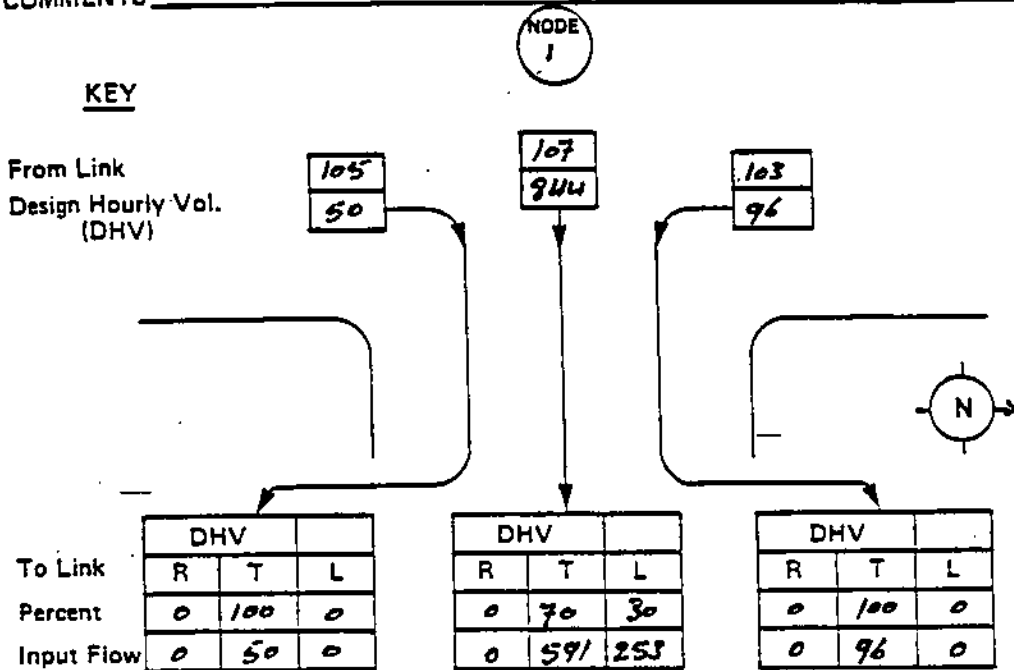 COMMENTS
NODE
1
KEY
From Link 105 107 103
Design Hourly Vol. 50 844 96
(DHV)
N
DHV DHV DHV
To Link R T L R T L R T L
Percent 0 100 0 0 70 30 0 100 0
Input Flow 0 50 0 0 591 253 0 96 0